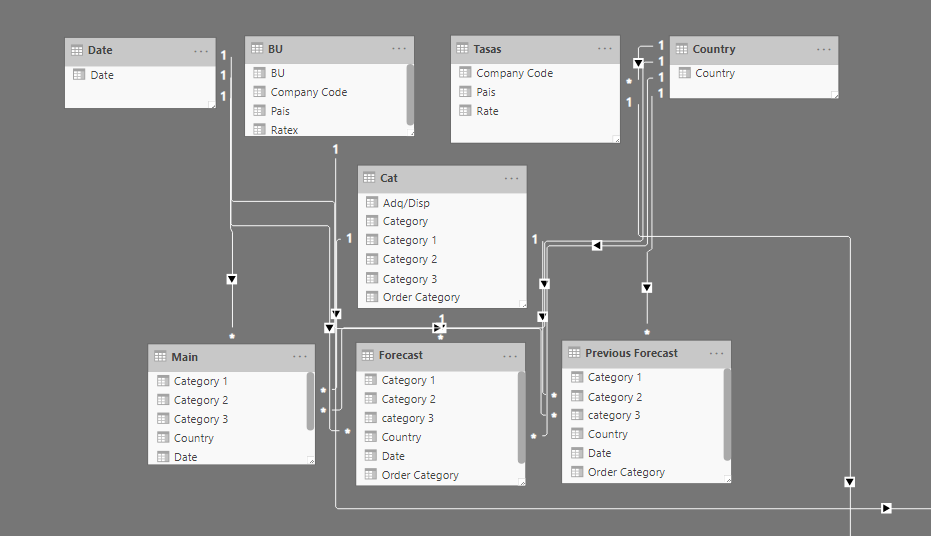 Date
Date
BU
BU
Company Code
Pais
Ratex
Tasas
Company Code
Pais
Rate
Country
Country
1
1
1
1
1
1
1
*
1
1
Cat
Adq/Disp
Category
Category 1
Category 2
Category 3
Order Category
1
1
1
*
*
*
Main
Category 1
Category 2
Category 3
Country
Date
*
*
Forecast
Category 1
Category 2
category 3
Country
Date
Order Category
*
*
*
*
Previous Forecast
Category 1
Category 2
category 3
Country
Date
Order Category